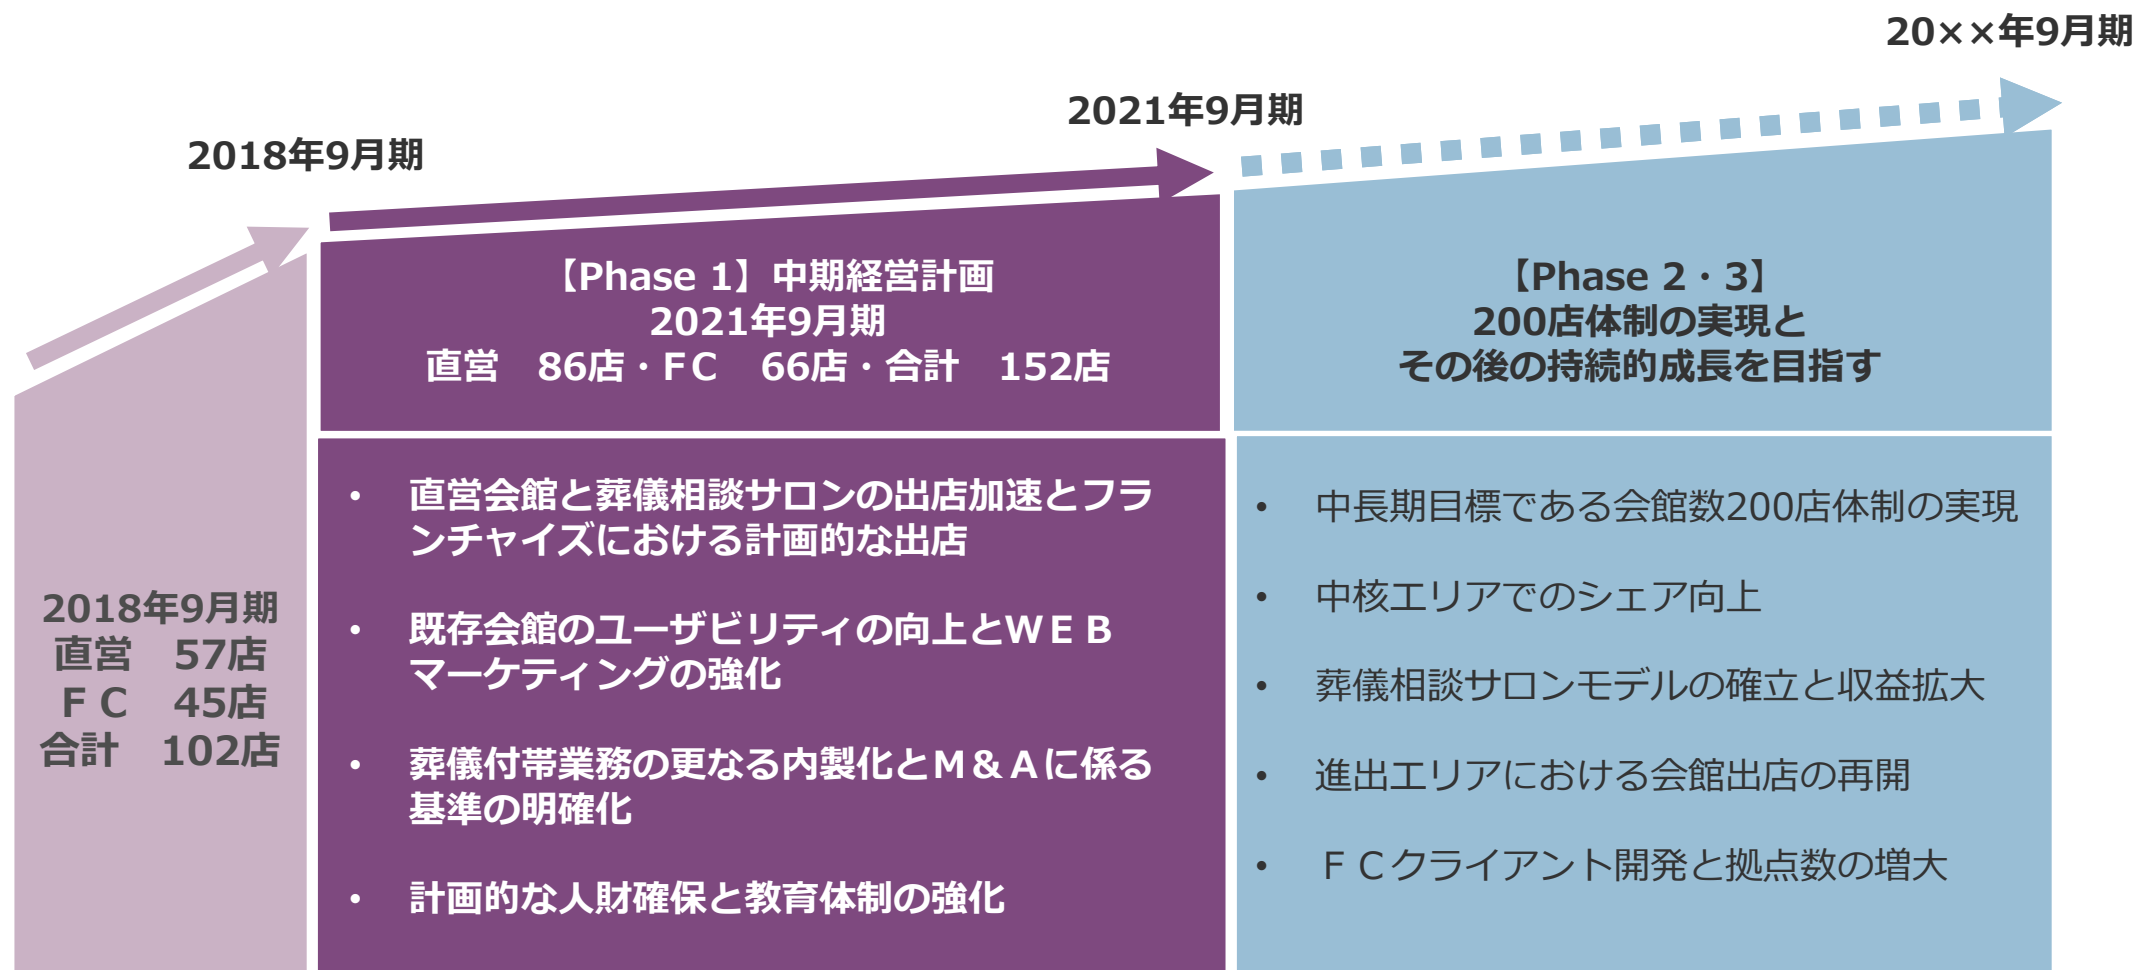 20××年9月期
2021年9月期
2018年9月期
2018年9月期
直営　57店
ＦＣ　45店
合計　102店
【Phase 1】中期経営計画
2021年9月期
直営　86店・FC　66店・合計　152店
• 直営会館と葬儀相談サロンの出店加速とフラ
ンチャイズにおける計画的な出店
• 既存会館のユーザビリティの向上とＷＥＢ
マーケティングの強化
• 葬儀付帯業務の更なる内製化とＭ＆Ａに係る
基準の明確化
• 計画的な人財確保と教育体制の強化
【Phase 2・3】
200店体制の実現と
その後の持続的成長を目指す
• 中長期目標である会館数200店体制の実現
• 中核エリアでのシェア向上
• 葬儀相談サロンモデルの確立と収益拡大
• 進出エリアにおける会館出店の再開
• ＦＣクライアント開発と拠点数の増大